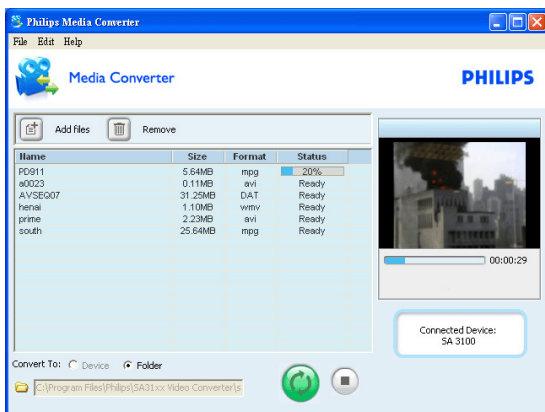 Philips Media Converter
File Edit Help
Media Converter
PHILIPS
Add files Remove
Name Size Format Status
PD911 5.64MB mpg 20%
a0023 0.11MB avi Ready
AVSEQ07 31.25MB DAT Ready
henai 1.10MB wmv Ready
prime 2.23MB avi Ready
south 25.64MB mpg Ready
00:00:29
Connected Device:
SA 3100
Convert To: Device Folder
C:\Program Files\Philips\SA31xx Video Converter\s